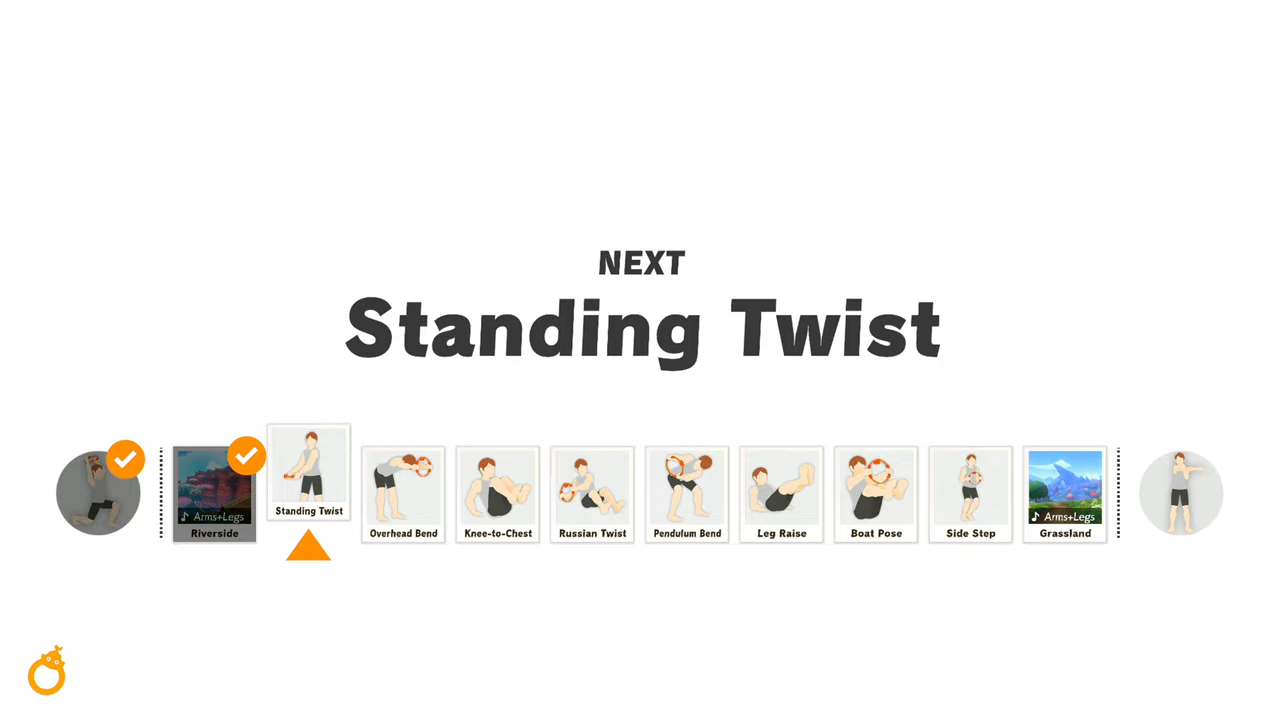 NEXT
Standing Twist
♪ Arms+Legs
Riverside
Standing Twist
Overhead Bend
Knee-to-Chest
Russian Twist
Pendulum Bend
Leg Raise
Boat Pose
Side Step
♪ Arms+Legs
Grassland